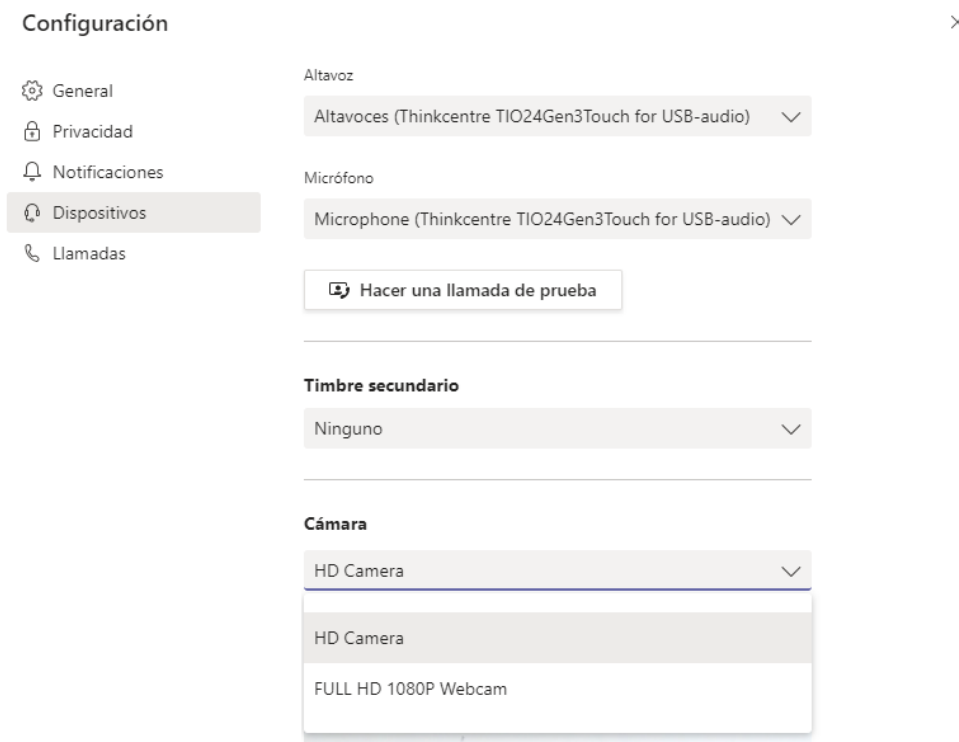 Configuración
General
Privacidad
Notificaciones
Dispositivos
Llamadas
Altavoz
Altavoces (Thinkcentre TIO24Gen3Touch for USB-audio)
Micrófono
Microphone (Thinkcentre TIO24Gen3Touch for USB-audio)
Hacer una llamada de prueba
Timbre secundario
Ninguno
Cámara
HD Camera
HD Camera
FULL HD 1080P Webcam